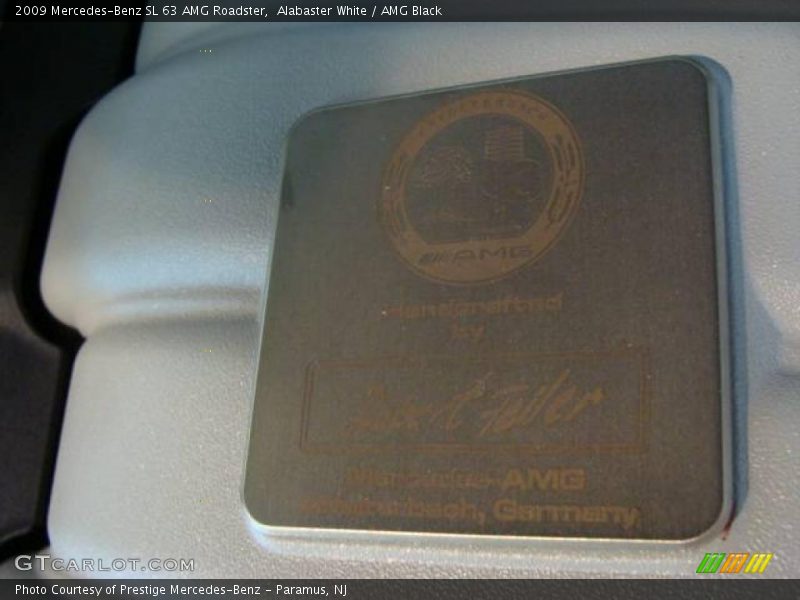 2009 Mercedes-Benz SL 63 AMG Roadster,  Alabaster White / AMG Black
AMG
Handcrafted
by
Mercedes-AMG
Affalterbach, Germany
GTCARLOT.COM
Photo Courtesy of Prestige Mercedes-Benz - Paramus, NJ